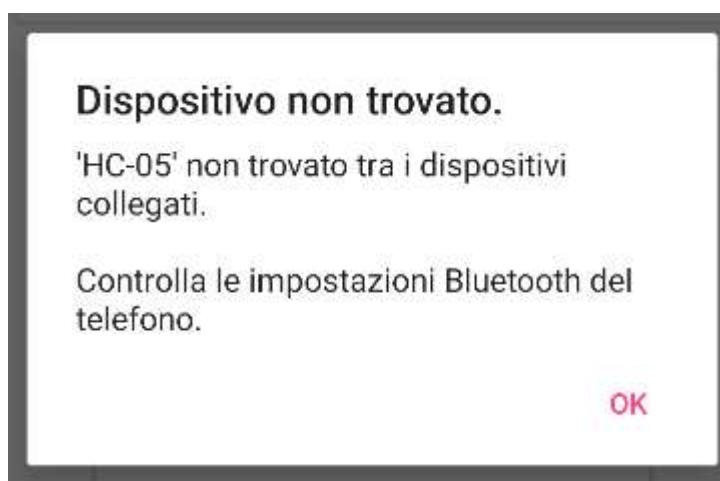 Dispositivo non trovato.
'HC-05' non trovato tra i dispositivi
collegati.
Controlla le impostazioni Bluetooth del
telefono.
OK